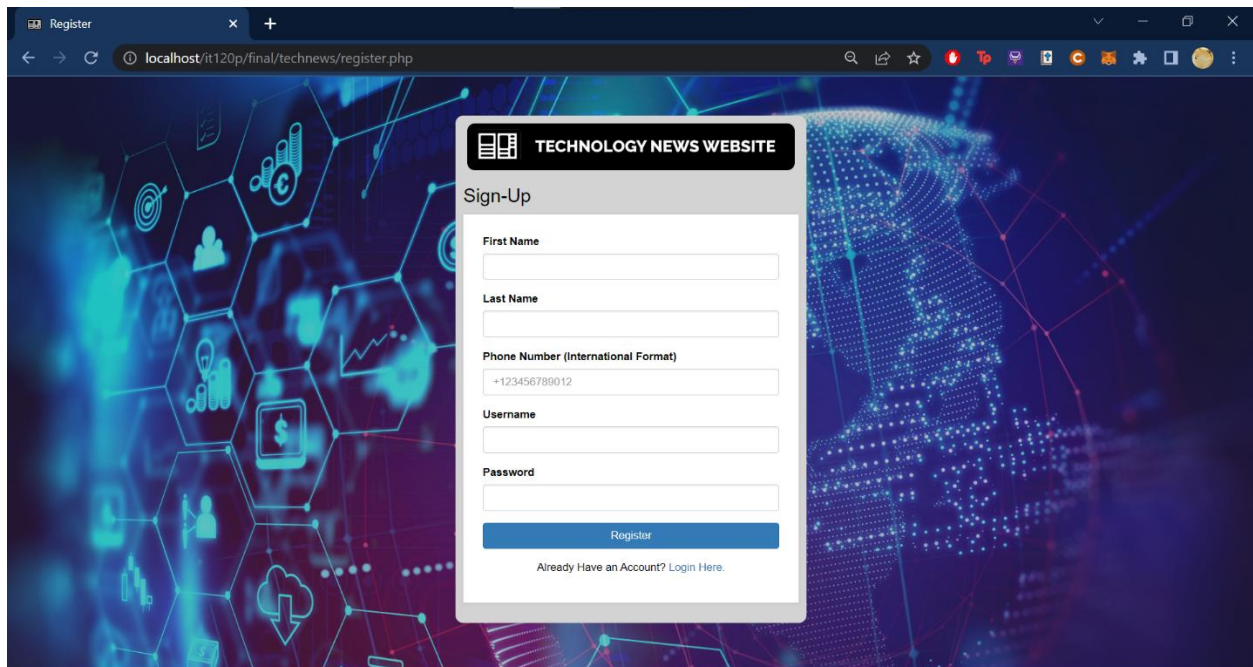 Register
localhost/it120p/final/technews/register.php
TECHNOLOGY NEWS WEBSITE
Sign-Up
First Name
Last Name
Phone Number (International Format)
+123456789012
Username
Password
Register
Already Have an Account? Login Here.